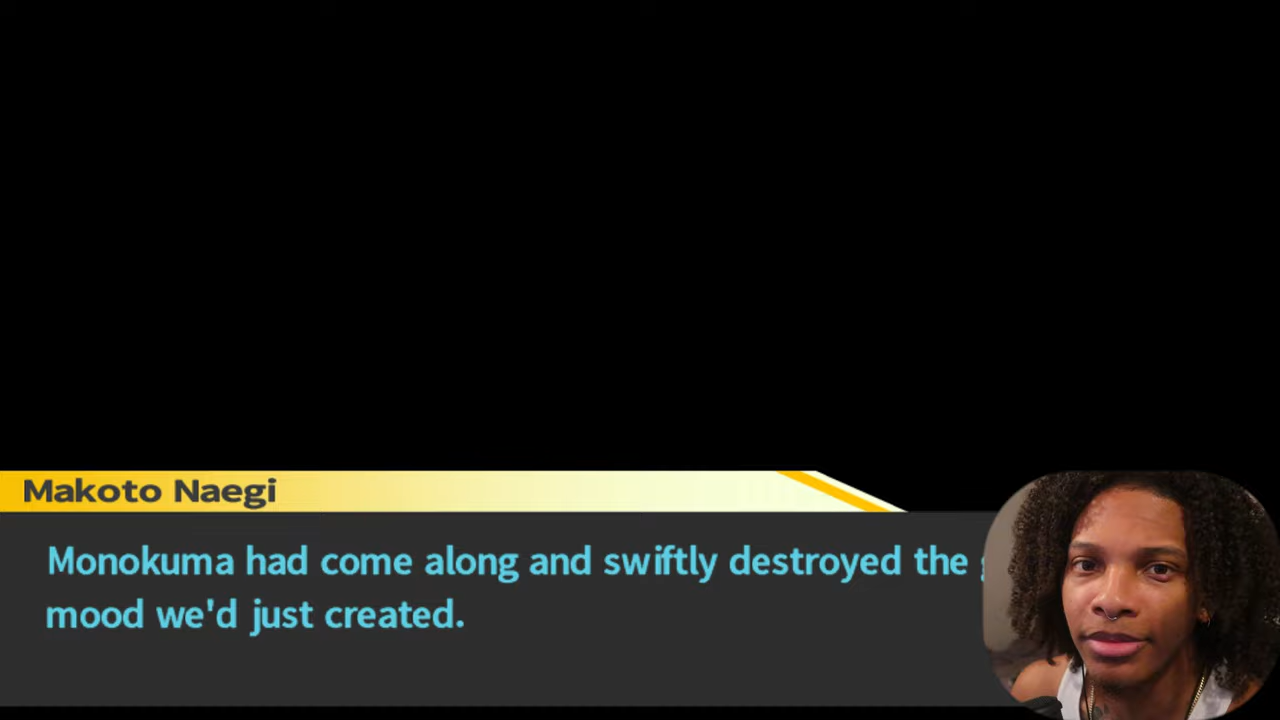 Makoto Naegi
Monokuma had come along and swiftly destroyed the
mood we'd just created.